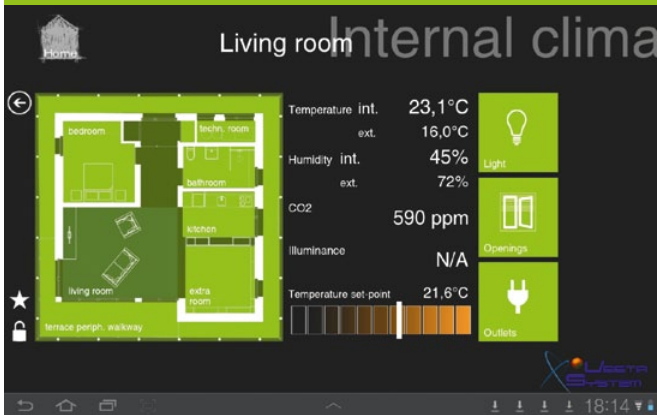 Home
Living room
Internal clima
bedroom
techn. room
bathroom
kitchen
living room
extra
room
terrace periph. walkway
Temperature int. 23,1°C
ext. 16,0°C
Humidity int. 45%
ext. 72%
CO2 590 ppm
Illuminance N/A
Temperature set-point 21,6°C
Light
Openings
Outlets
Uesta
System
18:14